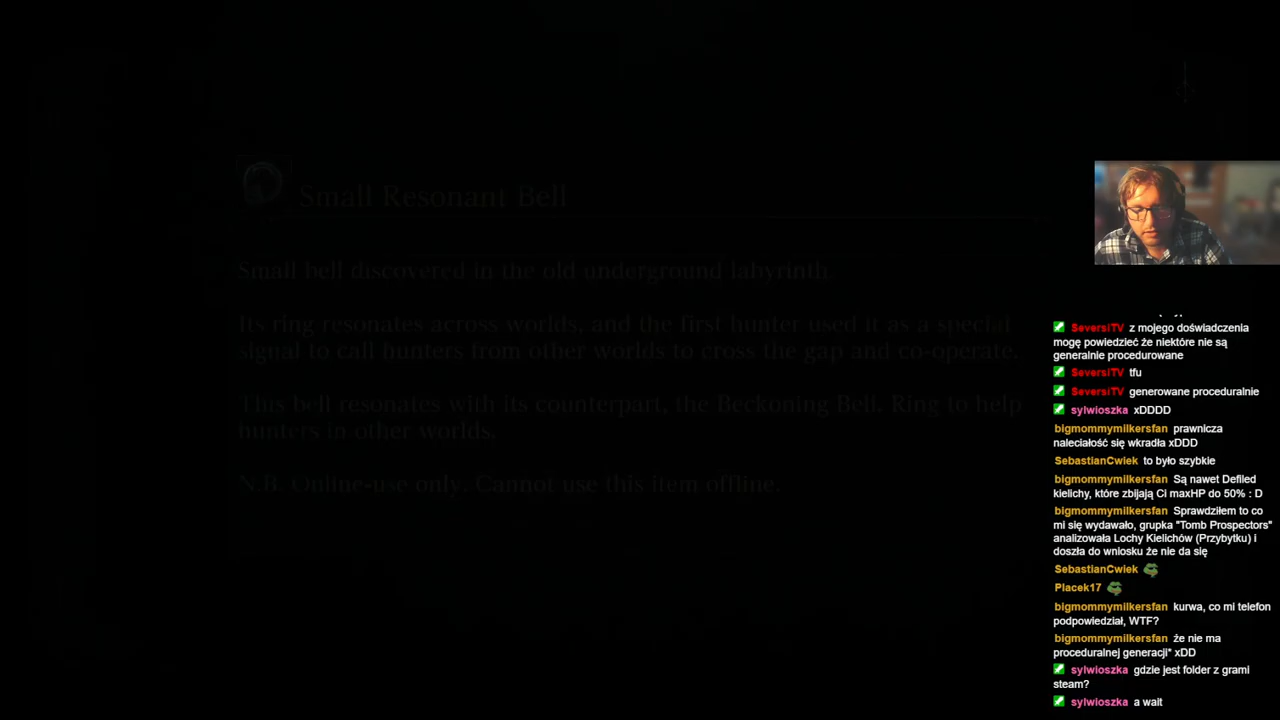 Small Resonant Bell
Small bell discovered in the old underground labyrinth.
Its ring resonates across worlds, and the first hunter used it as a special
signal to call hunters from other worlds to cross the gap and co-operate.
This bell resonates with its counterpart, the Beckoning Bell. Ring to help
hunters in other worlds.
N.B. Online-use only. Cannot use this item offline.
SeversiTV z mojego doświadczenia
mogę powiedzieć że niektóre nie są
generalnie procedurowane
SeversiTV tfu
SeversiTV generowane proceduralnie
sylwioszka xDDDD
bigmommymilkersfan prawnicza
naleciałość się wkradła xDDD
SebastianCwiek to było szybkie
bigmommymilkersfan Są nawet Defiled
kielichy, które zbijają Ci maxHP do 50% : D
bigmommymilkersfan Sprawdziłem to co
mi się wydawało, grupka "Tomb Prospectors"
analizowała Lochy Kielichów (Przybytku) i
doszła do wniosku że nie da się
SebastianCwiek
Placek17
bigmommymilkersfan kurwa, co mi telefon
podpowiedział, WTF?
bigmommymilkersfan że nie ma
proceduralnej generacji* xDD
sylwioszka gdzie jest folder z grami
steam?
sylwioszka a wait